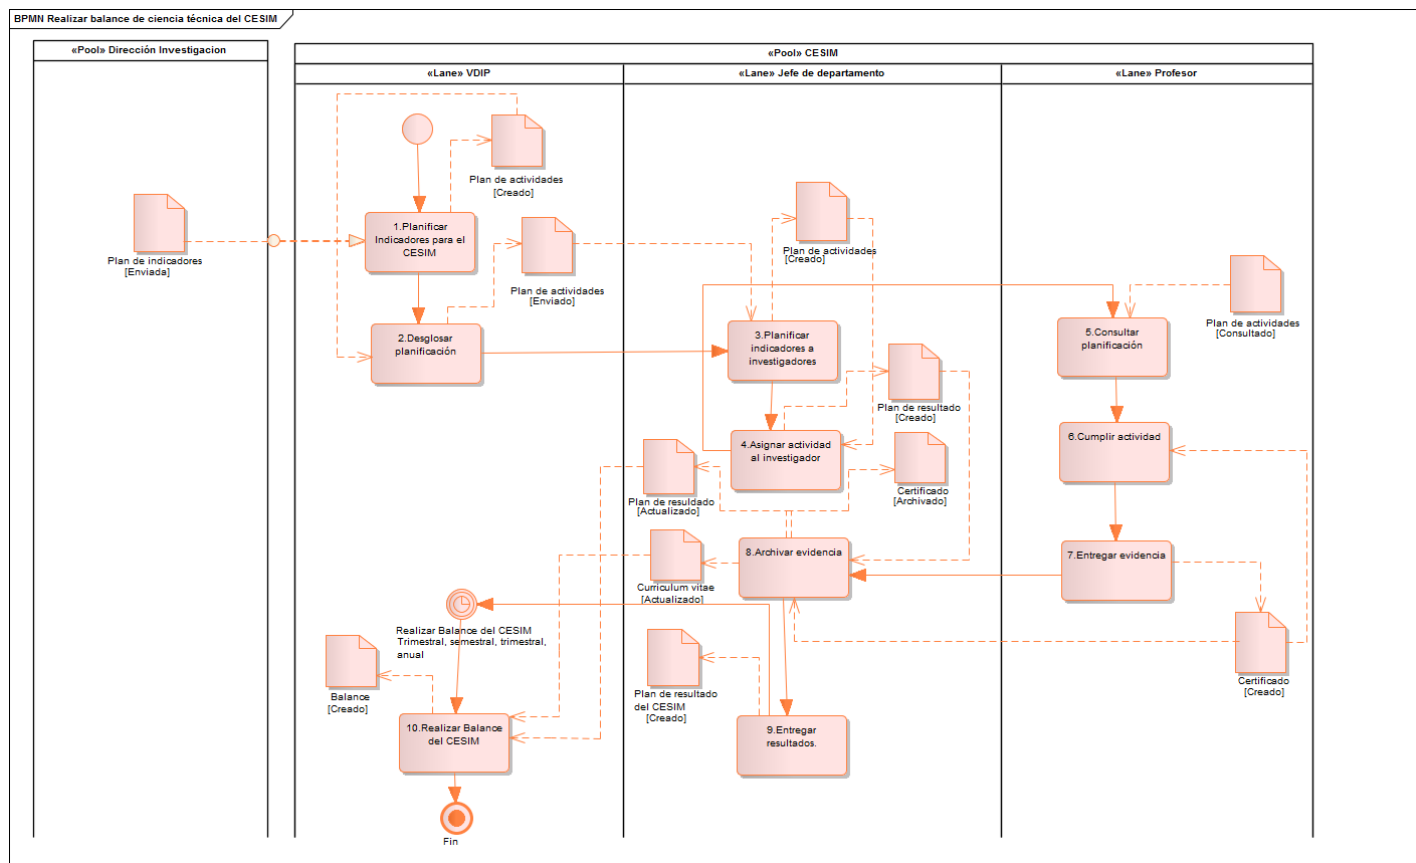 BPMN Realizar balance de ciencia técnica del CESIM
«Pool» Dirección Investigacion
«Pool» CESIM
«Lane» VDIP
«Lane» Jefe de departamento
«Lane» Profesor
Plan de actividades
[Creado]
1.Planificar
Indicadores para el
CESIM
Plan de indicadores
[Enviada]
Plan de actividades
[Enviado]
2.Desglosar
planificación
Plan de actividades
[Creado]
3.Planificar
indicadores a
investigadores
Plan de resultado
[Creado]
4.Asignar actividad
al investigador
Plan de actividades
[Consultado]
5.Consultar
planificación
6.Cumplir actividad
Plan de resuldado
[Actualizado]
Certificado
[Archivado]
8.Archivar evidencia
7.Entregar evidencia
Curriculum vitae
[Actualizado]
Realizar Balance del CESIM
Trimestral, semestral, trimestral,
anual
Certificado
[Creado]
Balance
[Creado]
Plan de resultado
del CESIM
[Creado]
10.Realizar Balance
del CESIM
9.Entregar
resultados.
Fin